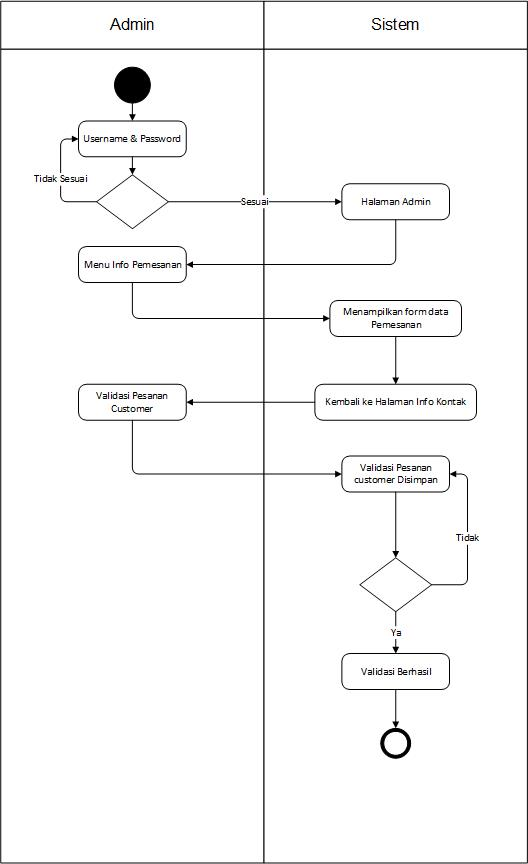 Admin
Sistem
Username & Password
Tidak Sesuai
Sesuai
Halaman Admin
Menu Info Pemesanan
Menampilkan form data
Pemesanan
Validasi Pesanan
Customer
Kembali ke Halaman Info Kontak
Validasi Pesanan
customer Disimpan
Tidak
Ya
Validasi Berhasil